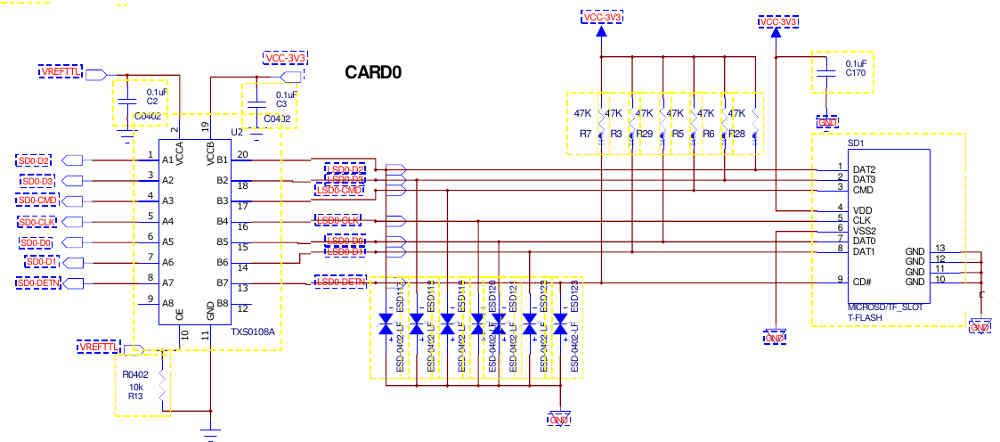 VCC-3V3
VCC-3V3
VCC-3V3
VREFTTL
CARD0
0.1uF
C2
C0402
0.1uF
C3
C0402
0.1uF
C170
GND
47K
R7
47K
R3
47K
R29
47K
R5
47K
R6
47K
R28
U2
2
19
VCCA
VCCB
SD0-D2
1
A1
B1
20
SD0-D3
3
A2
B2
18
SD0-CMD
4
A3
B3
17
SD0-CLK
5
A4
B4
16
SD0-D0
6
A5
B5
15
SD0-D1
7
A6
B6
14
SD0-DETN
8
A7
B7
13
9
A8
B8
12
OE
GND
10
11
TXS0108A
LSD0-D2
LSD0-D3
LSD0-CMD
LSD0-CLK
LSD0-D0
LSD0-D1
LSD0-DETN
SD1
1
DAT2
2
DAT3
3
CMD
4
VDD
5
CLK
6
VSS2
7
DAT0
8
DAT1
9
CD#
GND
13
GND
12
GND
11
GND
10
MICROSD/TF_SLOT
T-FLASH
ESD-0402-LF
ESD-0402-LF
ESD-0402-LF
ESD-0402-LF
ESD120
ESD-0402-LF
ESD-0402-LF
ESD-0402-LF
ESD123
GND
GND
GND
VREFTTL
R0402
10k
R13